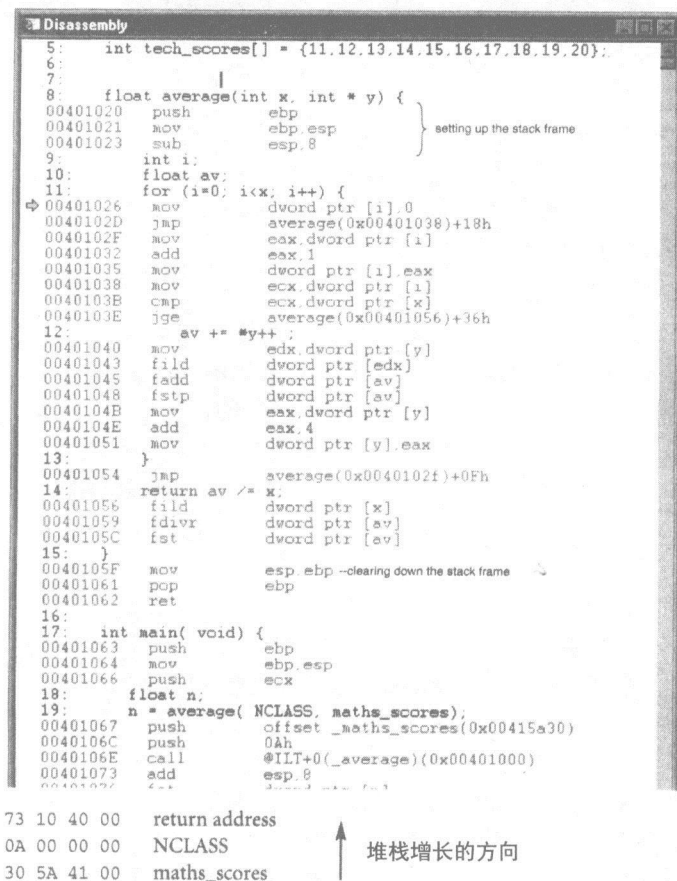 Disassembly
5: int tech_scores[] = {11,12,13,14,15,16,17,18,19,20};
6:
7:
8: float average(int x, int * y) {
00401020 push ebp
00401021 mov ebp,esp
00401023 sub esp,8
setting up the stack frame
9: int i;
10: float av;
11: for (i=0; i<x; i++) {
00401026 mov dword ptr [i],0
0040102D jmp average(0x00401038)+18h
0040102F mov eax,dword ptr [i]
00401032 add eax,1
00401035 mov dword ptr [i],eax
00401038 mov ecx,dword ptr [i]
0040103B cmp ecx,dword ptr [x]
0040103E jge average(0x00401056)+36h
12: av += *y++ ;
00401040 mov edx,dword ptr [y]
00401043 fild dword ptr [edx]
00401045 fadd dword ptr [av]
00401048 fstp dword ptr [av]
0040104B mov eax,dword ptr [y]
0040104E add eax,4
00401051 mov dword ptr [y],eax
13: }
00401054 jmp average(0x0040102f)+0Fh
14: return av /= x;
00401056 fild dword ptr [x]
00401059 fdivr dword ptr [av]
0040105C fst dword ptr [av]
15: }
0040105F mov esp,ebp --clearing down the stack frame
00401061 pop ebp
00401062 ret
16:
17: int main( void) {
00401063 push ebp
00401064 mov ebp,esp
00401066 push ecx
18: float n;
19: n = average( NCLASS, maths_scores);
00401067 push offset _maths_scores(0x00415a30)
0040106C push 0Ah
0040106E call @ILT+0(_average)(0x00401000)
00401073 add esp,8
73 10 40 00 return address
0A 00 00 00 NCLASS
30 5A 41 00 maths_scores
堆栈增长的方向